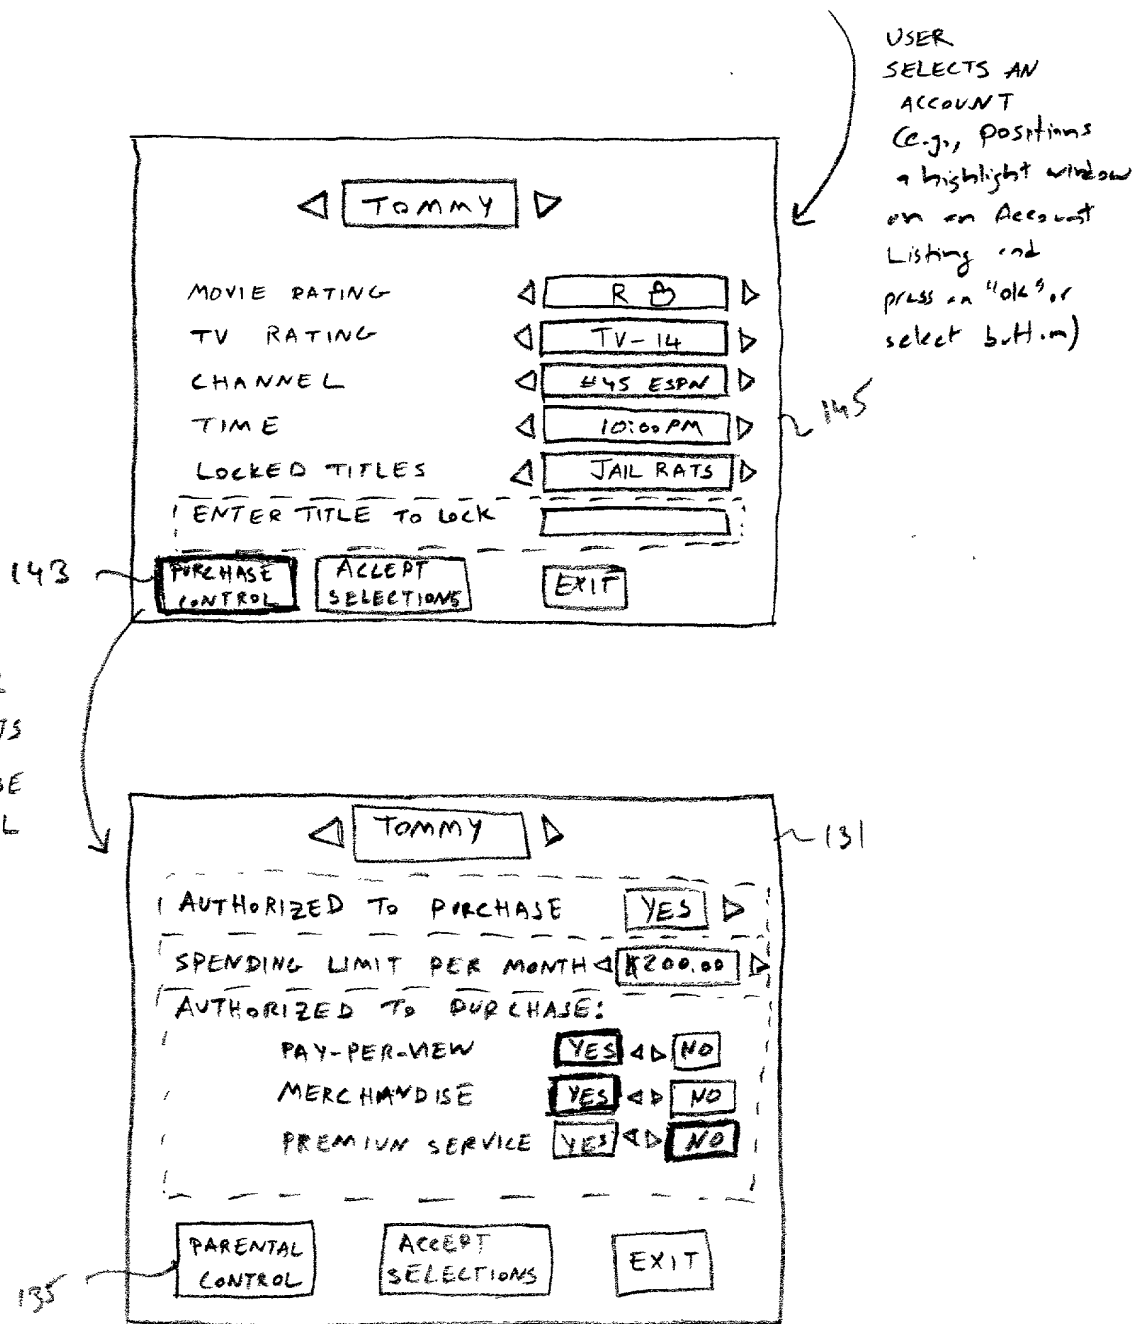 USER
SELECTS AN
ACCOUNT
(e.g., positions
a highlight window
on an Account
Listing and
press an "ok" or
select button)
TOMMY
MOVIE RATING R
TV RATING TV-14
CHANNEL #45 ESPN
TIME 10:00 PM
LOCKED TITLES JAIL RATS
ENTER TITLE TO LOCK
145
143
PURCHASE CONTROL
ACCEPT SELECTIONS
EXIT
TOMMY
131
AUTHORIZED TO PURCHASE YES
SPENDING LIMIT PER MONTH $200.00
AUTHORIZED TO PURCHASE:
PAY-PER-VIEW YES NO
MERCHANDISE YES NO
PREMIUM SERVICE YES NO
PARENTAL CONTROL
ACCEPT SELECTIONS
EXIT
135